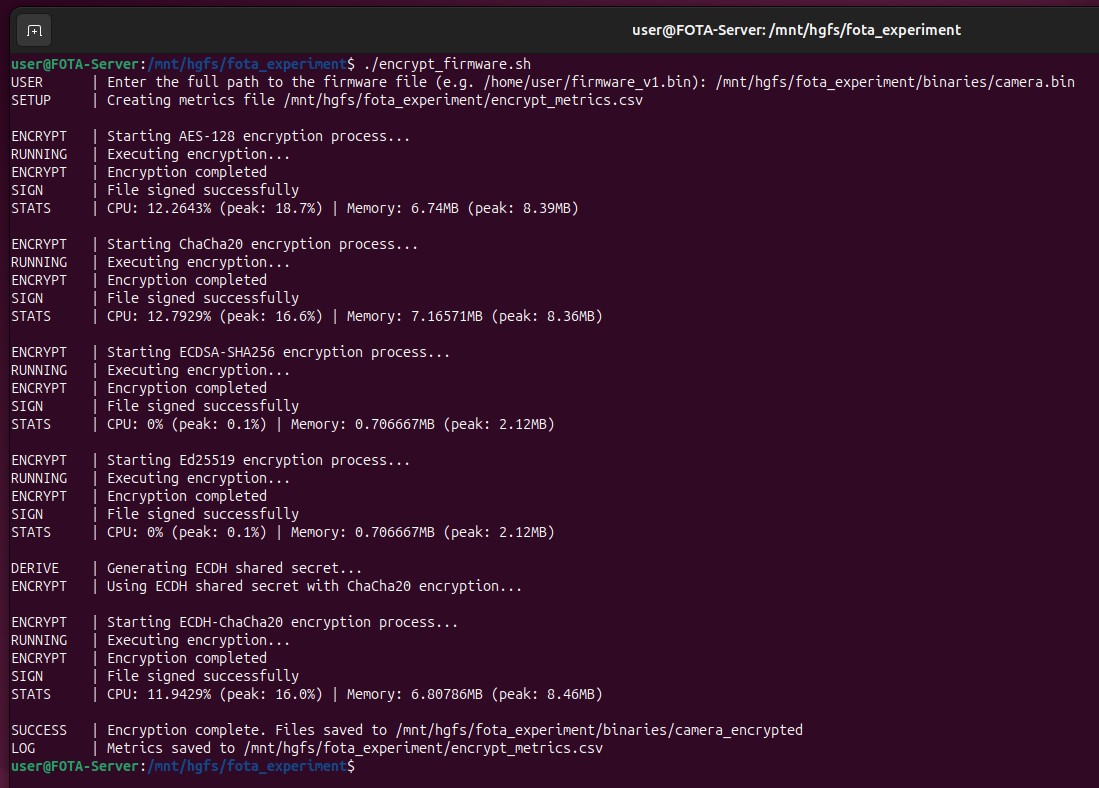 user@FOTA-Server: /mnt/hgfs/fota_experiment
user@FOTA-Server:/mnt/hgfs/fota_experiment$ ./encrypt_firmware.sh
USER | Enter the full path to the firmware file (e.g. /home/user/firmware_v1.bin): /mnt/hgfs/fota_experiment/binaries/camera.bin
SETUP | Creating metrics file /mnt/hgfs/fota_experiment/encrypt_metrics.csv
ENCRYPT | Starting AES-128 encryption process...
RUNNING | Executing encryption...
ENCRYPT | Encryption completed
SIGN | File signed successfully
STATS | CPU: 12.2643% (peak: 18.7%) | Memory: 6.74MB (peak: 8.39MB)
ENCRYPT | Starting ChaCha20 encryption process...
RUNNING | Executing encryption...
ENCRYPT | Encryption completed
SIGN | File signed successfully
STATS | CPU: 12.7929% (peak: 16.6%) | Memory: 7.16571MB (peak: 8.36MB)
ENCRYPT | Starting ECDSA-SHA256 encryption process...
RUNNING | Executing encryption...
ENCRYPT | Encryption completed
SIGN | File signed successfully
STATS | CPU: 0% (peak: 0.1%) | Memory: 0.706667MB (peak: 2.12MB)
ENCRYPT | Starting Ed25519 encryption process...
RUNNING | Executing encryption...
ENCRYPT | Encryption completed
SIGN | File signed successfully
STATS | CPU: 0% (peak: 0.1%) | Memory: 0.706667MB (peak: 2.12MB)
DERIVE | Generating ECDH shared secret...
ENCRYPT | Using ECDH shared secret with ChaCha20 encryption...
ENCRYPT | Starting ECDH-ChaCha20 encryption process...
RUNNING | Executing encryption...
ENCRYPT | Encryption completed
SIGN | File signed successfully
STATS | CPU: 11.9429% (peak: 16.0%) | Memory: 6.80786MB (peak: 8.46MB)
SUCCESS | Encryption complete. Files saved to /mnt/hgfs/fota_experiment/binaries/camera_encrypted
LOG | Metrics saved to /mnt/hgfs/fota_experiment/encrypt_metrics.csv
user@FOTA-Server:/mnt/hgfs/fota_experiment$